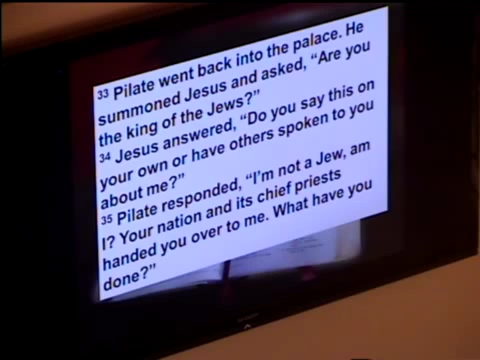 33 Pilate went back into the palace. He
summoned Jesus and asked, “Are you
the king of the Jews?”
34 Jesus answered, “Do you say this on
your own or have others spoken to you
about me?”
35 Pilate responded, “I’m not a Jew, am
I? Your nation and its chief priests
handed you over to me. What have you
done?”